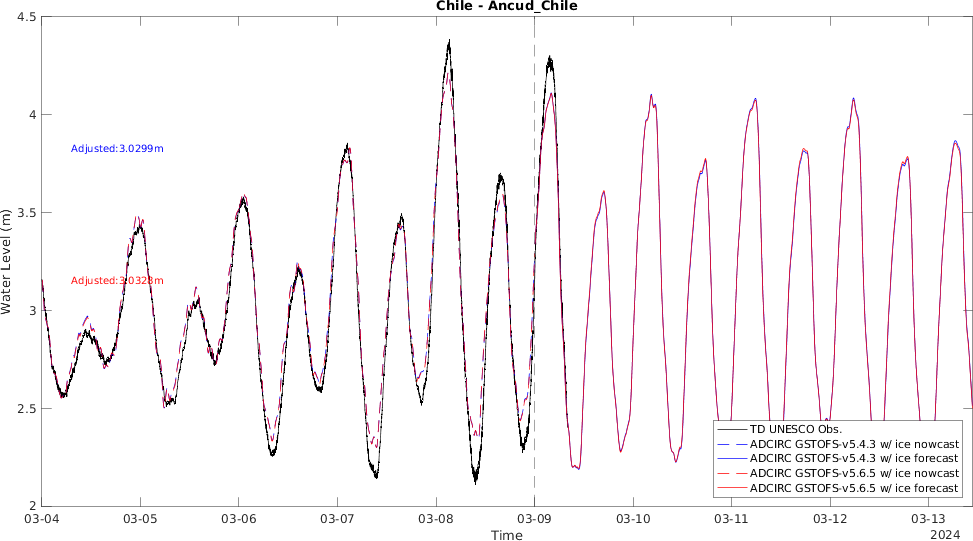 Chile - Ancud_Chile
4.5
4
3.5
3
2.5
2
Water Level (m)
Adjusted:3.0299m
Adjusted:3.0328m
TD UNESCO Obs.
ADCIRC GSTOFS-v5.4.3 w/ ice nowcast
ADCIRC GSTOFS-v5.4.3 w/ ice forecast
ADCIRC GSTOFS-v5.6.5 w/ ice nowcast
ADCIRC GSTOFS-v5.6.5 w/ ice forecast
03-04 03-05 03-06 03-07 03-08 03-09 03-10 03-11 03-12 03-13
Time
2024